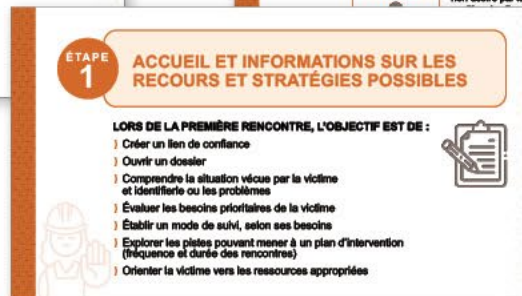 ÉTAPE
1
ACCUEIL ET INFORMATIONS SUR LES
RECOURS ET STRATÉGIES POSSIBLES
LORS DE LA PREMIÈRE RENCONTRE, L'OBJECTIF EST DE :
Créer un lien de confiance
Ouvrir un dossier
Comprendre la situation vécue par la victime
et identifierle ou les problèmes
Évaluer les besoins prioritaires de la victime
Établir un mode de suivi, selon ses besoins
Explorer les pistes pouvant mener à un plan d'intervention
(fréquence et durée des rencontres)
Orienter la victime vers les ressources appropriées